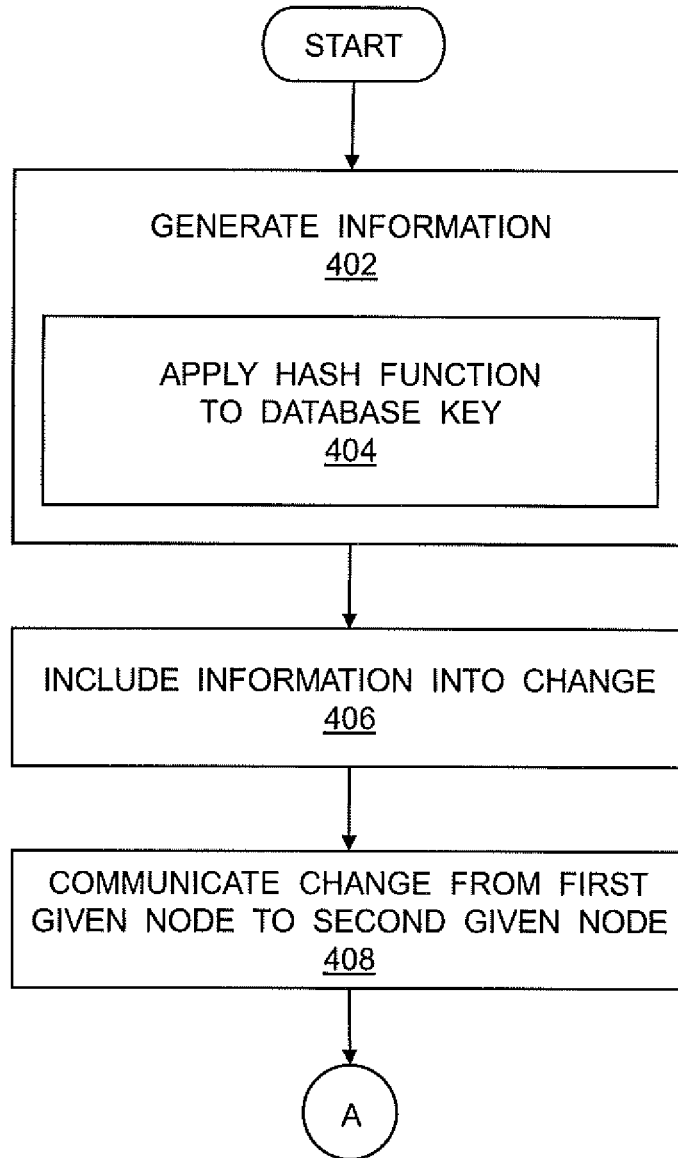 START
GENERATE INFORMATION
402
APPLY HASH FUNCTION
TO DATABASE KEY
404
INCLUDE INFORMATION INTO CHANGE
406
COMMUNICATE CHANGE FROM FIRST
GIVEN NODE TO SECOND GIVEN NODE
408
A